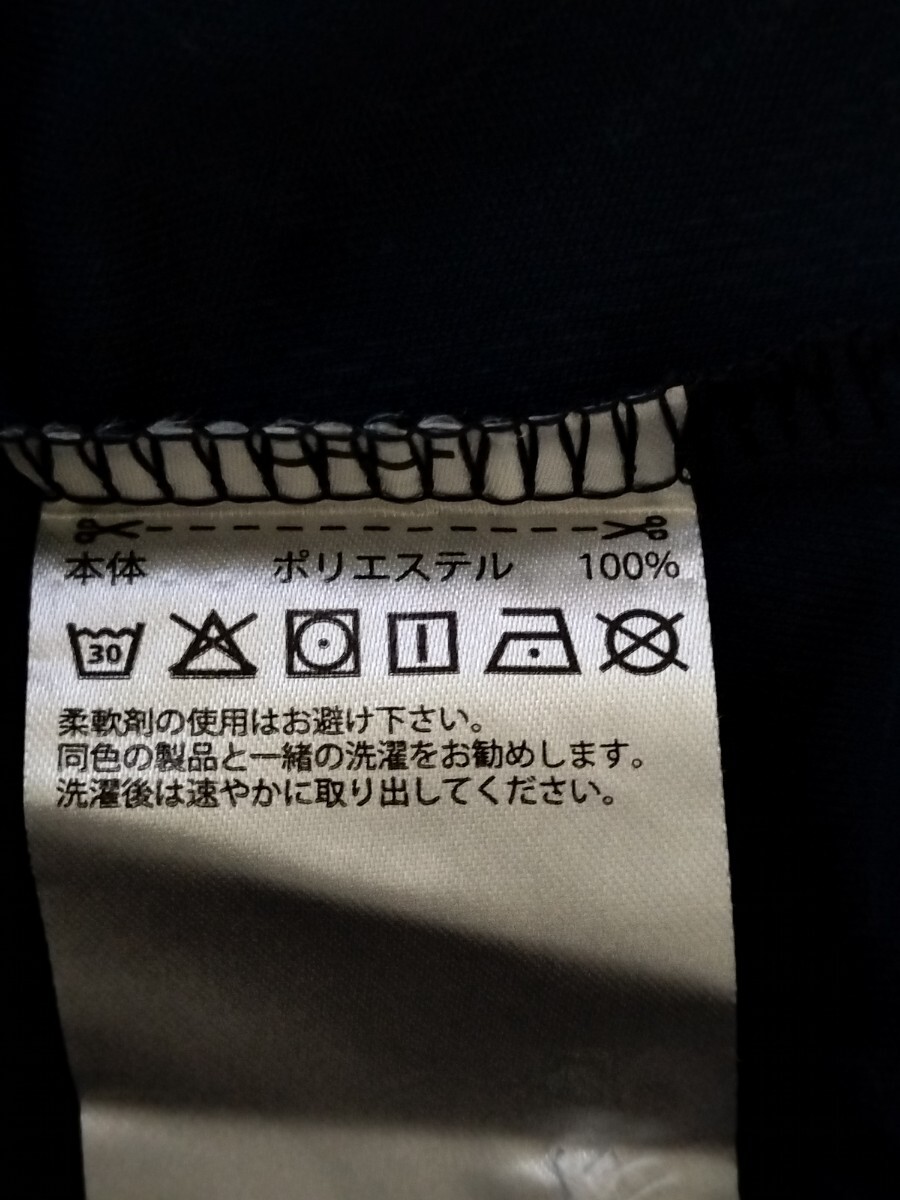 本体 ポリエステル 100%
30
柔軟剤の使用はお避け下さい。
同色の製品と一緒の洗濯をお勧めします。
洗濯後は速やかに取り出してください。